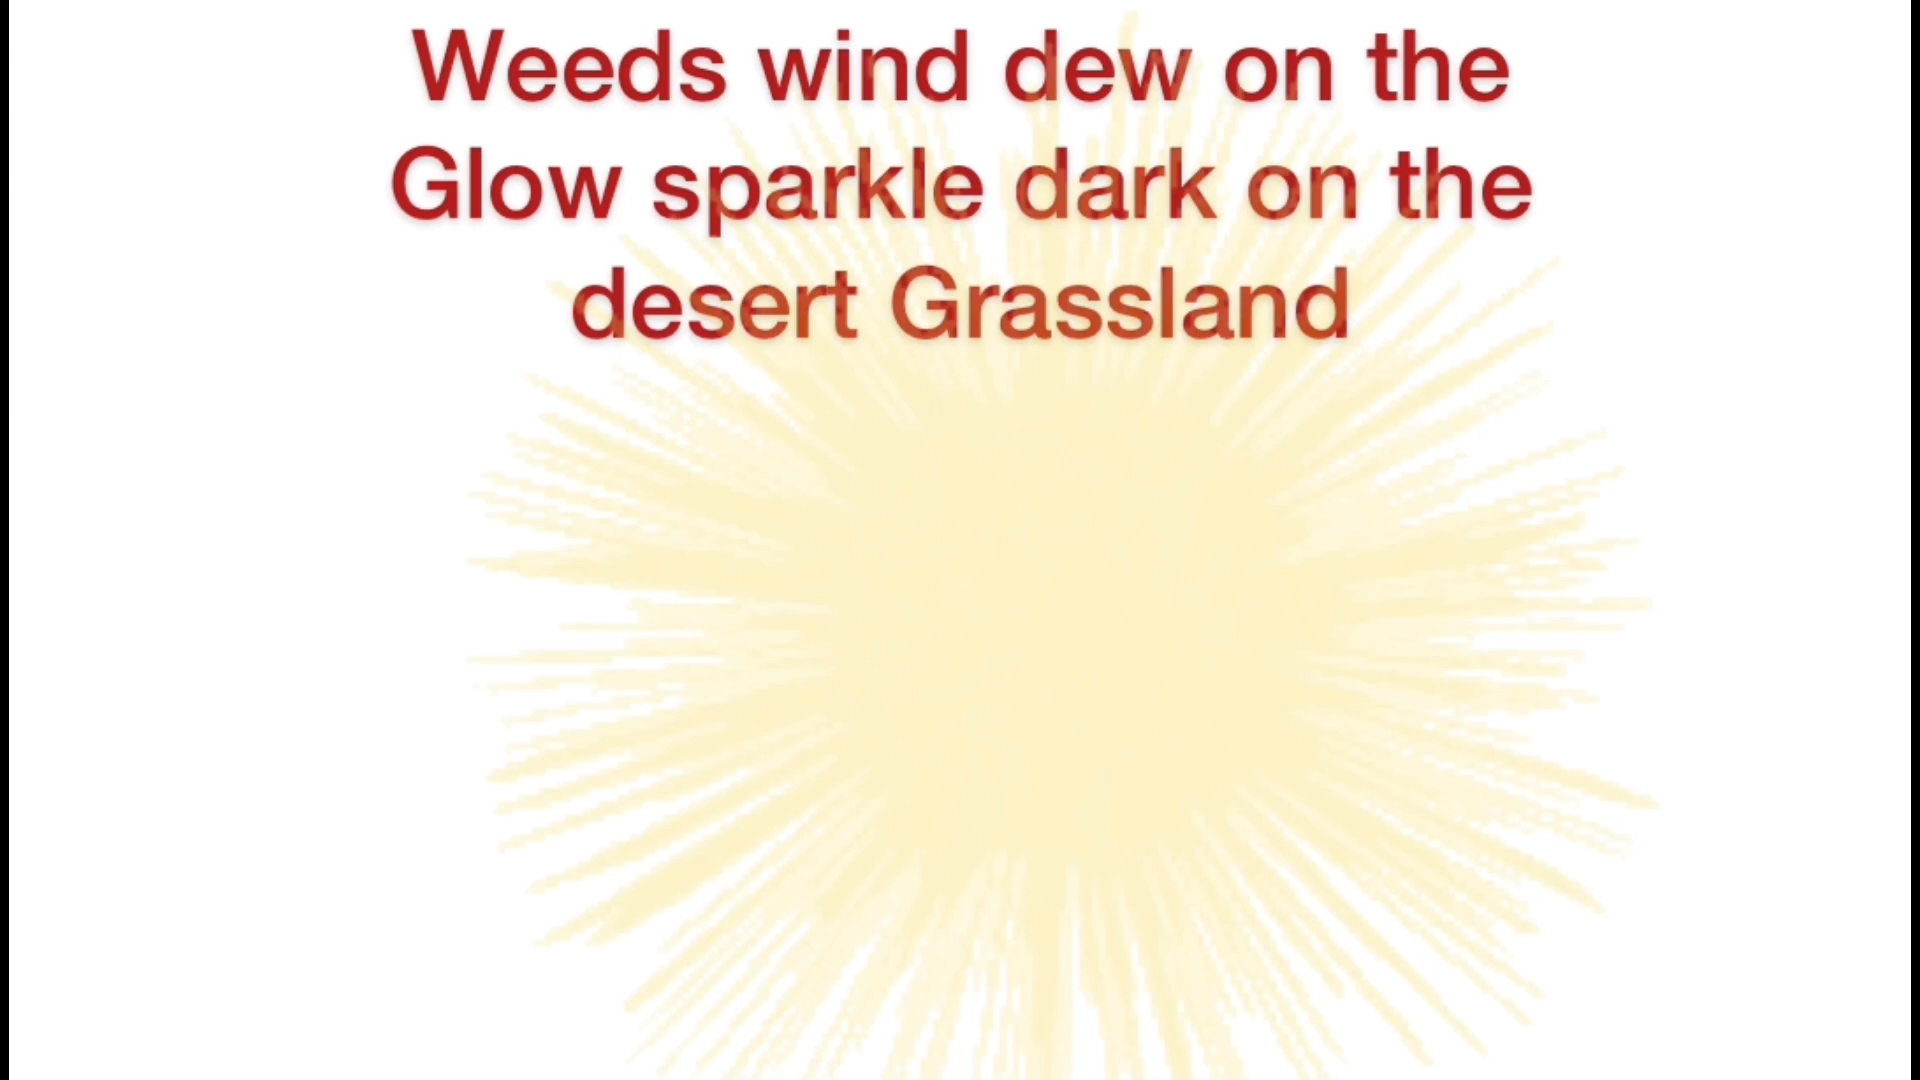 Weeds wind dew on the
Glow sparkle dark on the
desert Grassland